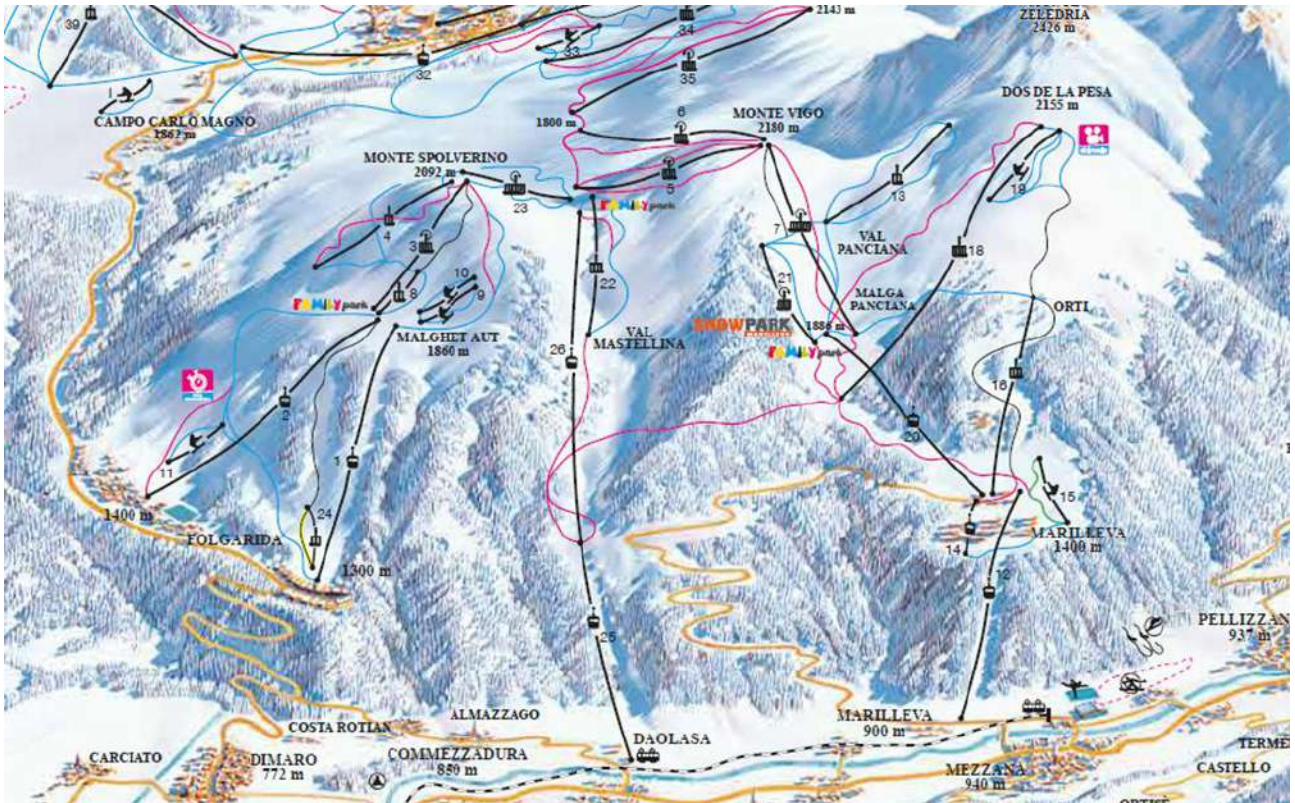 39
32
33
34
35
2143 m
ZELEDRIA
2426 m
1
CAMPO CARLO MAGNO
1862 m
1800 m
6
MONTE VIGO
2180 m
DOS DE LA PESA
2155 m
MONTE SPOLVERINO
2092 m
23
5
13
19
FAMILY park
4
3
7
VAL
PANCIANA
18
8
10
9
22
21
FAMILY park
MALGA
PANCIANA
ORTI
SNOWPARK
1886 m
MALGHET AUT
1860 m
VAL
MASTELLINA
FAMILY park
26
16
2
20
11
1
15
1400 m
24
FOLGARIDA
1300 m
14
MARILLEVA
1400 m
12
25
PELLIZZAN
937 m
COSTA ROTIAN
ALMAZZAGO
MARILLEVA
900 m
DAOLASA
CARCIATO
DIMARO
772 m
COMMEZZADURA
850 m
MEZZANA
940 m
TERME
CASTELLO